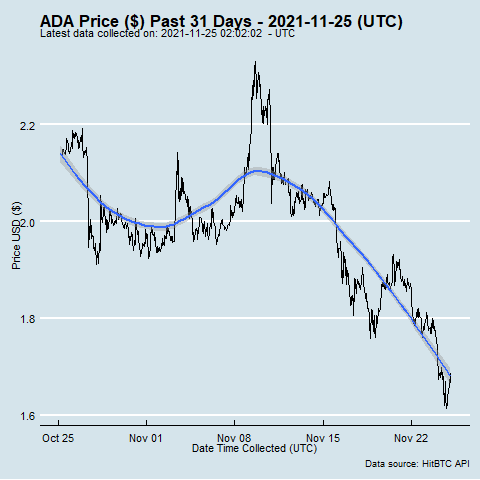 ADA Price ($) Past 31 Days - 2021-11-25 (UTC)
Latest data collected on: 2021-11-25 02:02:02 - UTC
2.2
2.0
1.8
1.6
Price USD ($)
Oct 25 Nov 01 Nov 08 Nov 15 Nov 22
Date Time Collected (UTC)
Data source: HitBTC API